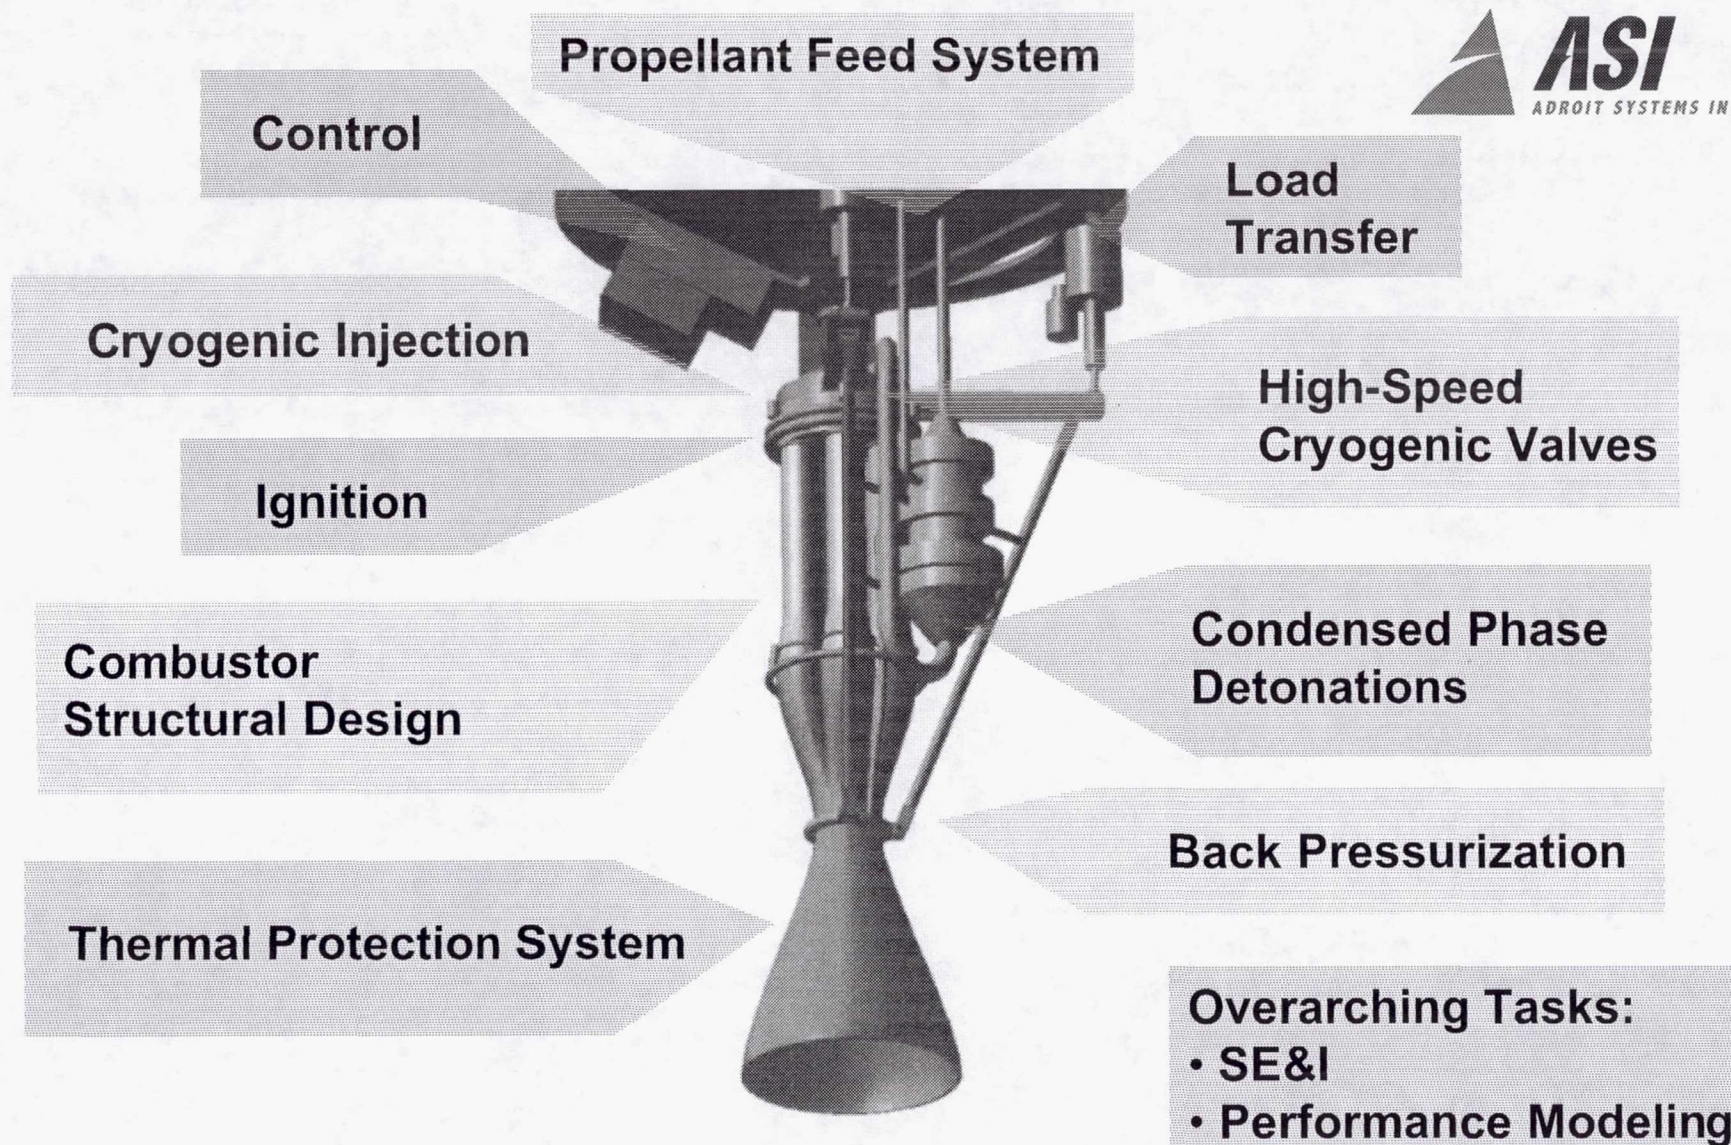 Propellant Feed System
ASI
ADROIT SYSTEMS IN
Control
Load
Transfer
Cryogenic Injection
High-Speed
Cryogenic Valves
Ignition
Condensed Phase
Detonations
Combustor
Structural Design
Back Pressurization
Thermal Protection System
Overarching Tasks:
• SE&I
• Performance Modeling